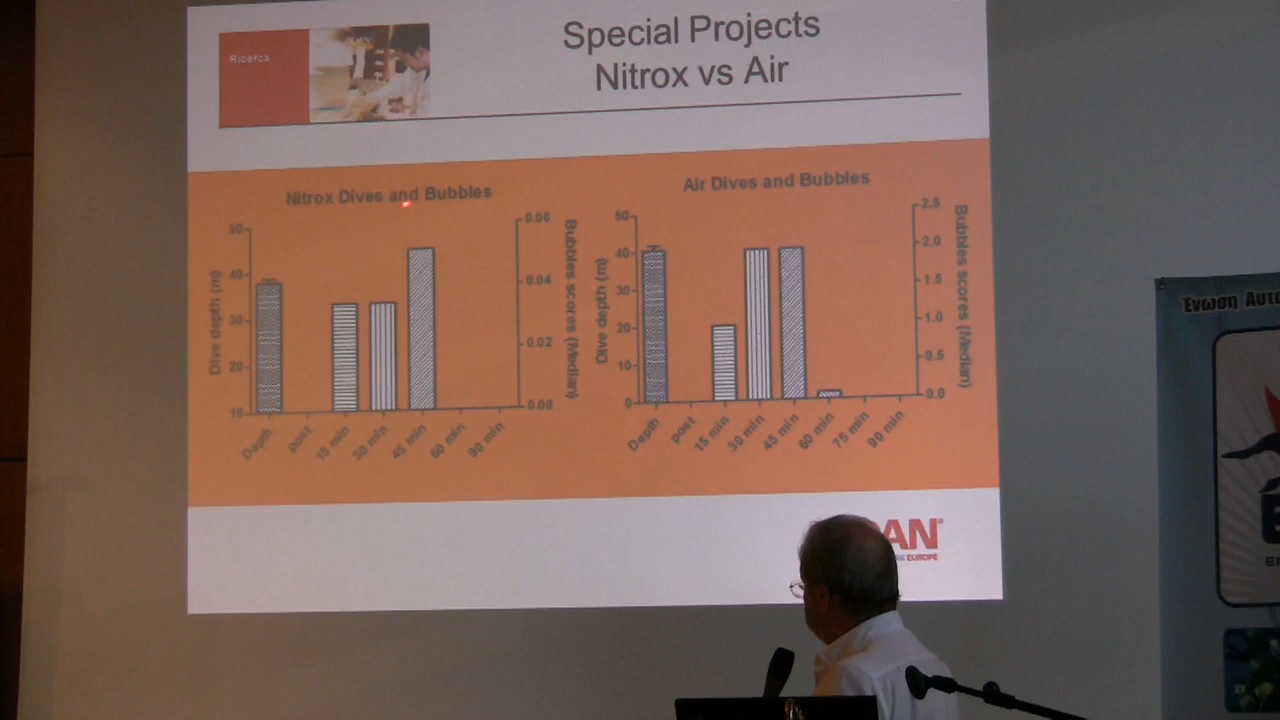 Ricerca
Special Projects
Nitrox vs Air
Nitrox Dives and Bubbles
50
40
30
20
10
Dive depth (m)
0.06
0.04
0.02
0.00
Bubbles scores (Median)
Depth
post
15 min
30 min
45 min
60 min
90 min
Air Dives and Bubbles
50
40
30
20
10
0
Dive depth (m)
2.5
2.0
1.5
1.0
0.5
0.0
Bubbles scores (Median)
Depth
post
15 min
30 min
45 min
60 min
75 min
90 min
AN
EUROPE
Ένωση